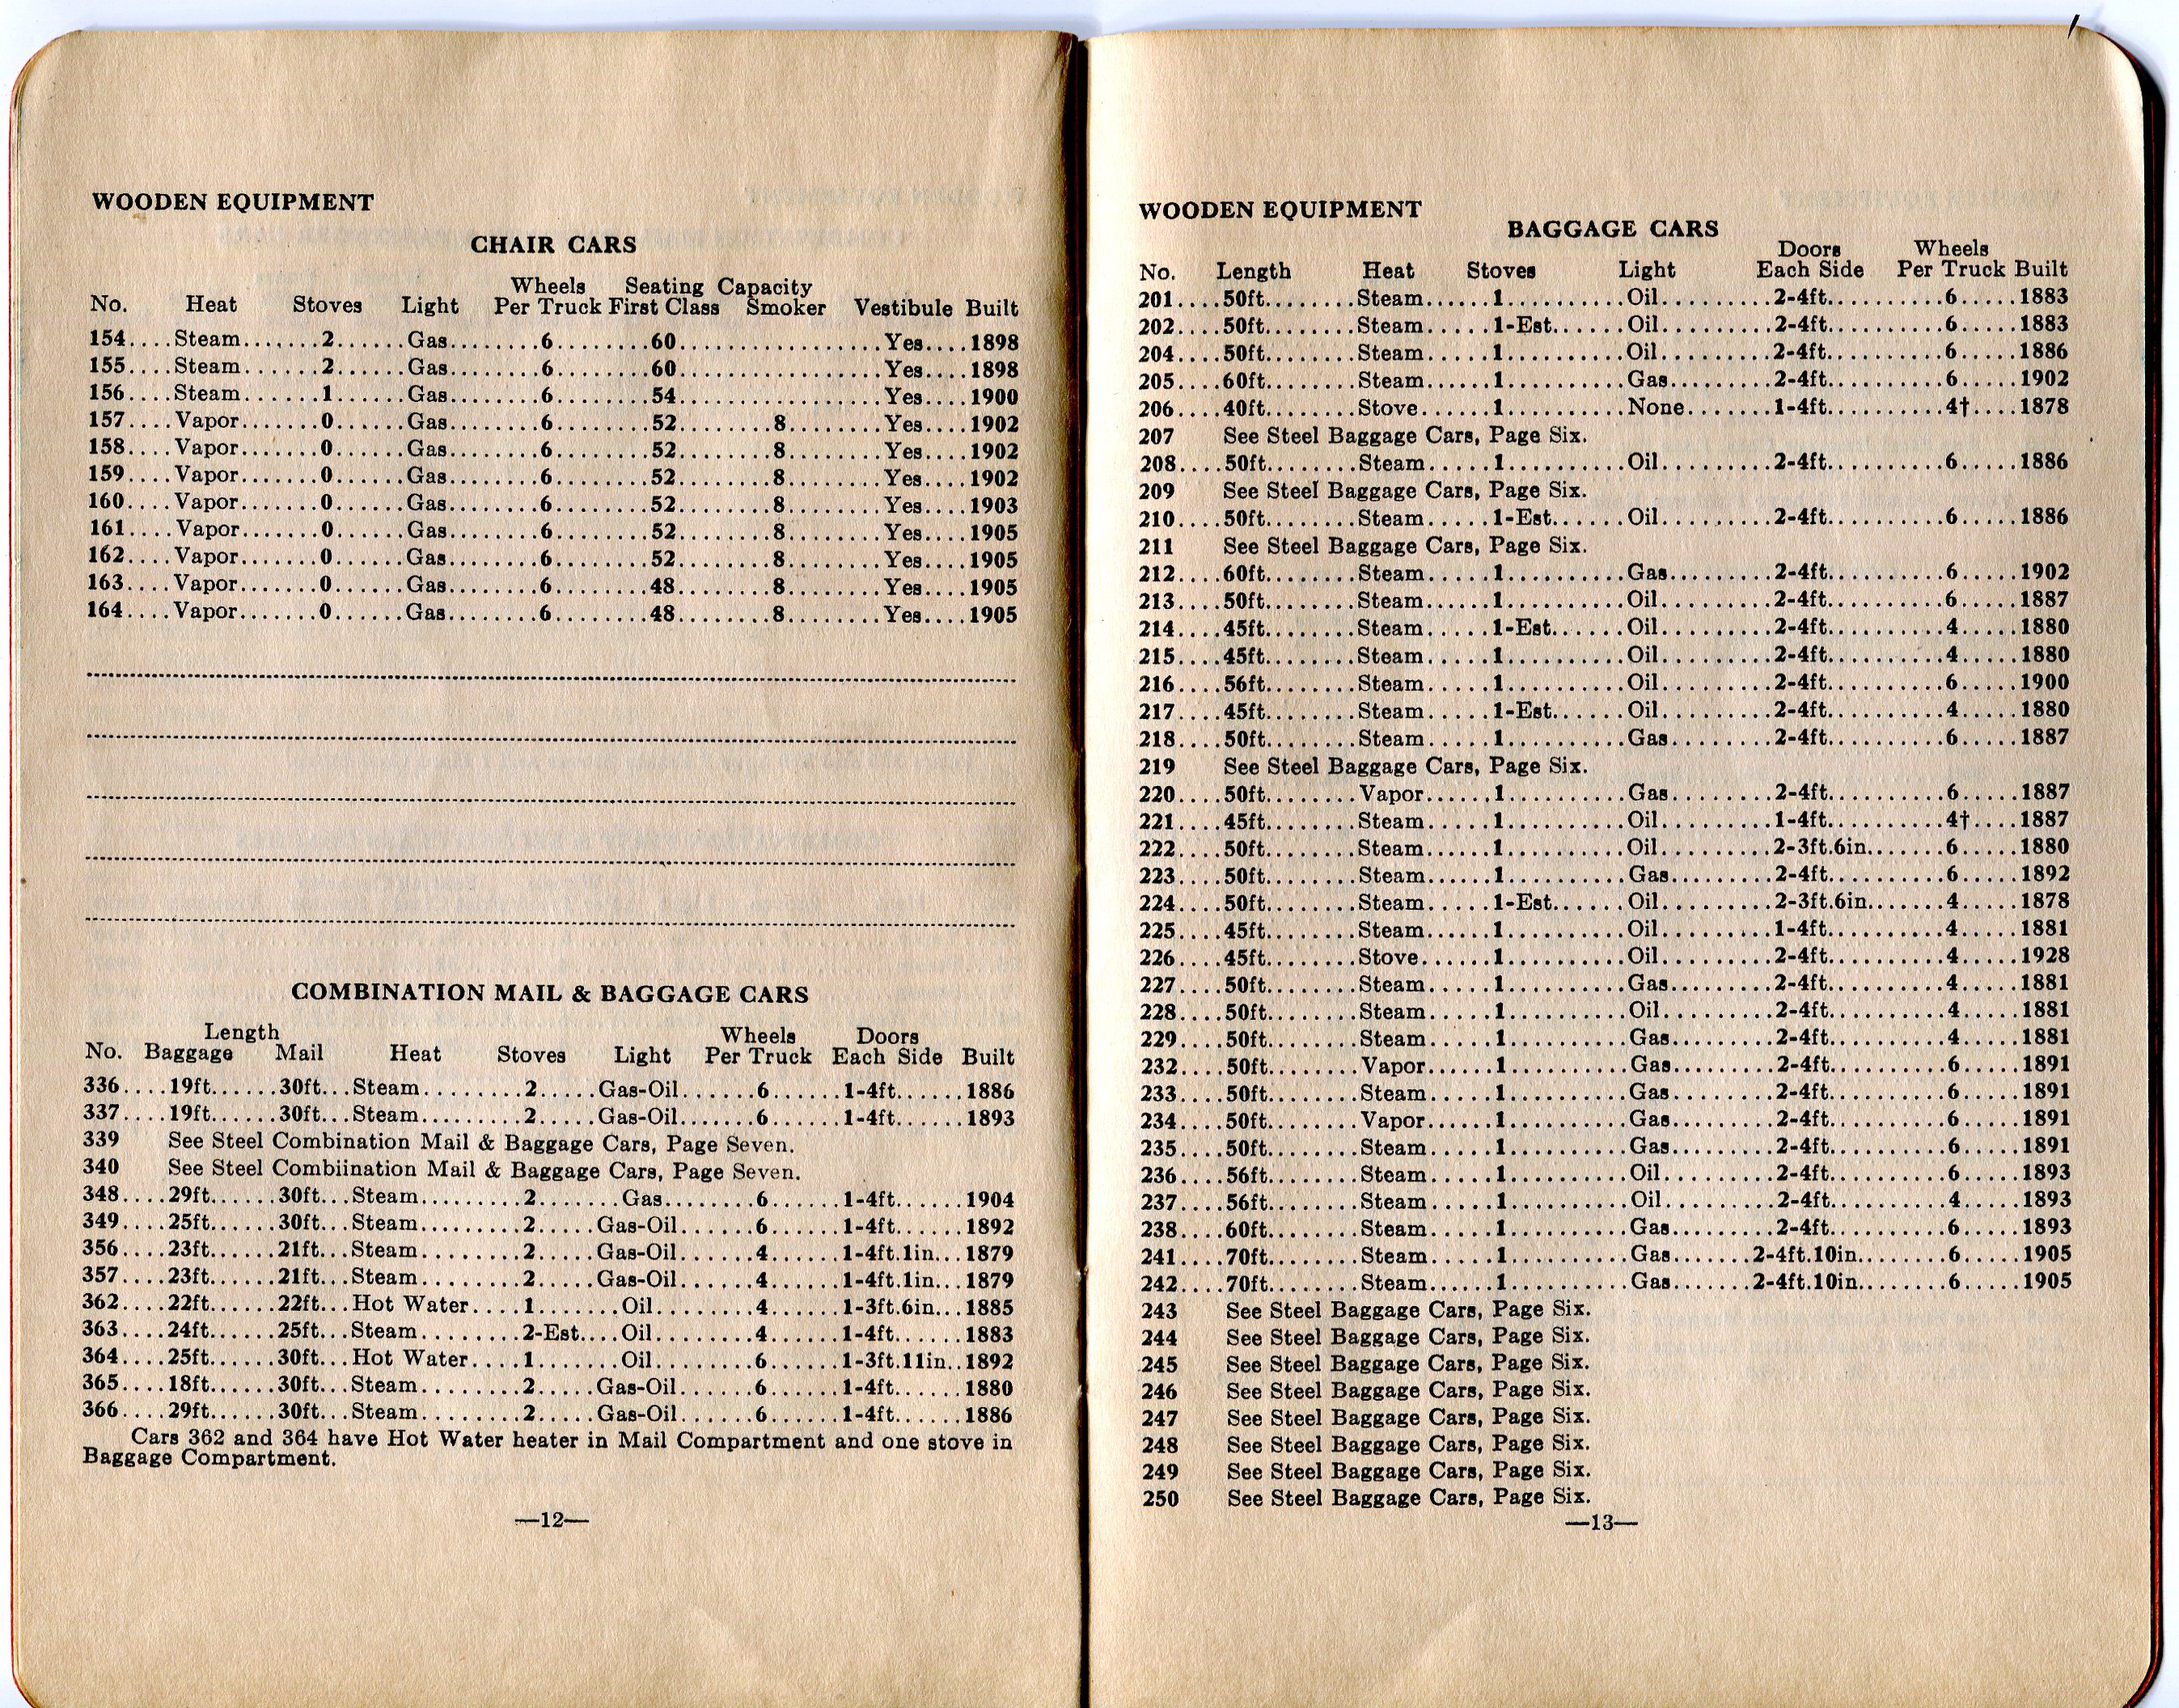 WOODEN EQUIPMENT
CHAIR CARS
Wheels Seating Capacity
No. Heat Stoves Light Per Truck First Class Smoker Vestibule Built
154....Steam.......2......Gas........6........60.................Yes....1898
155....Steam.......2......Gas........6........60.................Yes....1898
156....Steam.......1......Gas........6........54.................Yes....1900
157....Vapor.......0......Gas........6........52........8........Yes....1902
158....Vapor.......0......Gas........6........52........8........Yes....1902
159....Vapor.......0......Gas........6........52........8........Yes....1902
160....Vapor.......0......Gas........6........52........8........Yes....1903
161....Vapor.......0......Gas........6........52........8........Yes....1905
162....Vapor.......0......Gas........6........52........8........Yes....1905
163....Vapor.......0......Gas........6........48........8........Yes....1905
164....Vapor.......0......Gas........6........48........8........Yes....1905
COMBINATION MAIL & BAGGAGE CARS
Length Wheels Doors
No. Baggage Mail Heat Stoves Light Per Truck Each Side Built
336....19ft......30ft...Steam.........2.....Gas-Oil......6......1-4ft......1886
337....19ft......30ft...Steam.........2.....Gas-Oil......6......1-4ft......1893
339 See Steel Combination Mail & Baggage Cars, Page Seven.
340 See Steel Combiination Mail & Baggage Cars, Page Seven.
348....29ft......30ft...Steam.........2.......Gas........6......1-4ft......1904
349....25ft......30ft...Steam.........2.....Gas-Oil......6......1-4ft......1892
356....23ft......21ft...Steam.........2.....Gas-Oil......4......1-4ft.1in...1879
357....23ft......21ft...Steam.........2.....Gas-Oil......4......1-4ft.1in...1879
362....22ft......22ft...Hot Water....1.......Oil........4......1-3ft.6in...1885
363....24ft......25ft...Steam.........2-Est....Oil........4......1-4ft......1883
364....25ft......30ft...Hot Water....1.......Oil........6......1-3ft.11in..1892
365....18ft......30ft...Steam.........2.....Gas-Oil......6......1-4ft......1880
366....29ft......30ft...Steam.........2.....Gas-Oil......6......1-4ft......1886
Cars 362 and 364 have Hot Water heater in Mail Compartment and one stove in
Baggage Compartment.
—12—
WOODEN EQUIPMENT
BAGGAGE CARS
Doors Wheels
No. Length Heat Stoves Light Each Side Per Truck Built
201....50ft........Steam......1..........Oil.........2-4ft..........6.....1883
202....50ft........Steam.....1-Est......Oil.........2-4ft..........6.....1883
204....50ft........Steam......1..........Oil.........2-4ft..........6.....1886
205....60ft........Steam......1..........Gas........2-4ft..........6.....1902
206....40ft........Stove......1..........None.......1-4ft..........4†....1878
207 See Steel Baggage Cars, Page Six.
208....50ft........Steam......1..........Oil.........2-4ft..........6.....1886
209 See Steel Baggage Cars, Page Six.
210....50ft........Steam.....1-Est......Oil.........2-4ft..........6.....1886
211 See Steel Baggage Cars, Page Six.
212....60ft........Steam......1..........Gas........2-4ft..........6.....1902
213....50ft........Steam......1..........Oil.........2-4ft..........6.....1887
214....45ft........Steam.....1-Est......Oil.........2-4ft..........4.....1880
215....45ft........Steam......1..........Oil.........2-4ft..........4.....1880
216....56ft........Steam......1..........Oil.........2-4ft..........6.....1900
217....45ft........Steam.....1-Est......Oil.........2-4ft..........4.....1880
218....50ft........Steam......1..........Gas........2-4ft..........6.....1887
219 See Steel Baggage Cars, Page Six.
220....50ft........Vapor......1..........Gas........2-4ft..........6.....1887
221....45ft........Steam......1..........Oil.........1-4ft..........4†....1887
222....50ft........Steam......1..........Oil.........2-3ft.6in.......6.....1880
223....50ft........Steam......1..........Gas........2-4ft..........6.....1892
224....50ft........Steam.....1-Est......Oil.........2-3ft.6in.......4.....1878
225....45ft........Steam......1..........Oil.........1-4ft..........4.....1881
226....45ft........Stove......1..........Oil.........2-4ft..........4.....1928
227....50ft........Steam......1..........Gas........2-4ft..........4.....1881
228....50ft........Steam......1..........Oil.........2-4ft..........4.....1881
229....50ft........Steam......1..........Gas........2-4ft..........4.....1881
232....50ft........Vapor......1..........Gas........2-4ft..........6.....1891
233....50ft........Steam......1..........Gas........2-4ft..........6.....1891
234....50ft........Vapor......1..........Gas........2-4ft..........6.....1891
235....50ft........Steam......1..........Gas........2-4ft..........6.....1891
236....56ft........Steam......1..........Oil.........2-4ft..........6.....1893
237....56ft........Steam......1..........Oil.........2-4ft..........4.....1893
238....60ft........Steam......1..........Gas........2-4ft..........6.....1893
241....70ft........Steam......1..........Gas.......2-4ft.10in........6.....1905
242....70ft........Steam......1..........Gas.......2-4ft.10in........6.....1905
243 See Steel Baggage Cars, Page Six.
244 See Steel Baggage Cars, Page Six.
245 See Steel Baggage Cars, Page Six.
246 See Steel Baggage Cars, Page Six.
247 See Steel Baggage Cars, Page Six.
248 See Steel Baggage Cars, Page Six.
249 See Steel Baggage Cars, Page Six.
250 See Steel Baggage Cars, Page Six.
—13—